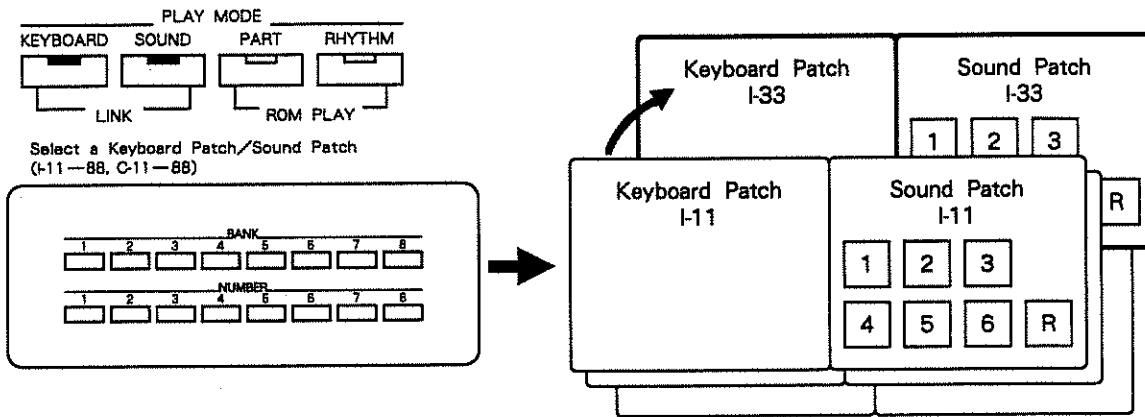 PLAY MODE
KEYBOARD SOUND PART RHYTHM
LINK ROM PLAY
Select a Keyboard Patch/Sound Patch
(I-11—88, C-11—88)
BANK
1 2 3 4 5 6 7 8
NUMBER
1 2 3 4 5 6 7 8
Keyboard Patch
I-33
Sound Patch
I-33
1 2 3
R
Keyboard Patch
I-11
Sound Patch
I-11
1 2 3
4 5 6 R